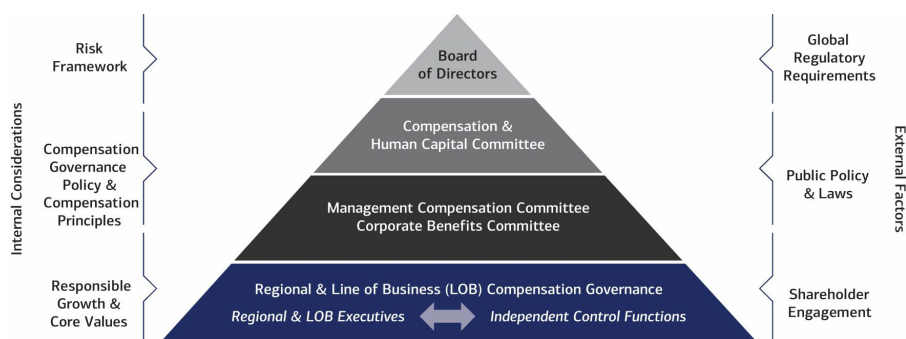 Internal Considerations
Risk
Framework
Compensation
Governance
Policy &
Compensation
Principles
Responsible
Growth &
Core Values
Board
of Directors
Compensation &
Human Capital Committee
Management Compensation Committee
Corporate Benefits Committee
Regional & Line of Business (LOB) Compensation Governance
Regional & LOB Executives
Independent Control Functions
Global
Regulatory
Requirements
Public Policy
& Laws
Shareholder
Engagement
External Factors